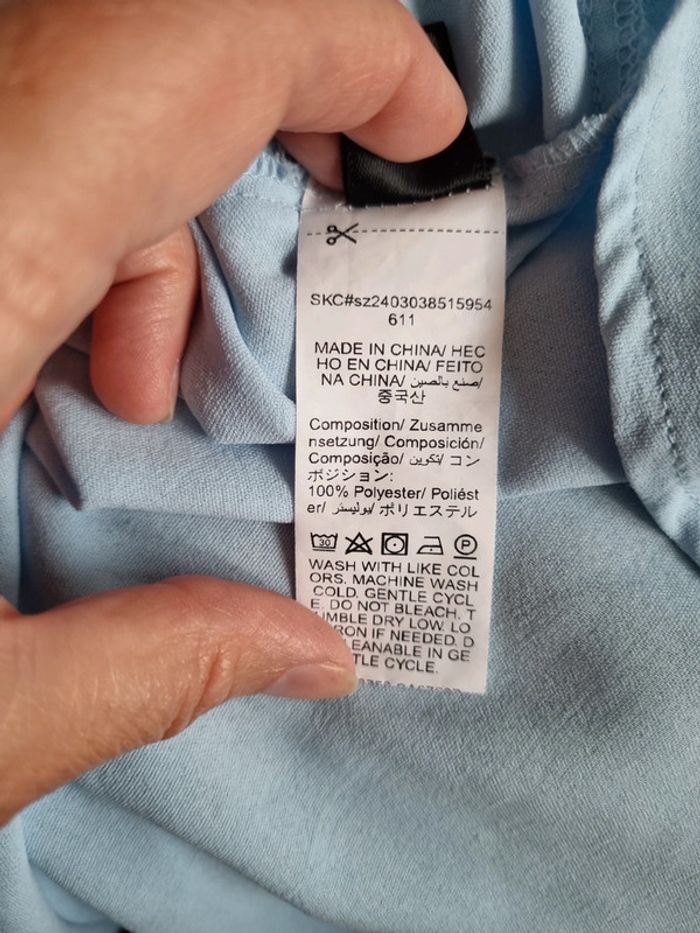 SKC#sz2403038515954
611
MADE IN CHINA/ HEC
HO EN CHINA/ FEITO
NA CHINA/ صنع بالصين/
중국산
Composition/ Zusamme
nsetzung/ Composición/
Composição/ تكوين/ コン
ポジション:
100% Polyester/ Poliést
er/ بوليستر/ ポリエステル
30 P
WASH WITH LIKE COL
ORS. MACHINE WASH
COLD. GENTLE CYCL
E. DO NOT BLEACH. T
UMBLE DRY LOW. LO
RON IF NEEDED. D
LEANABLE IN GE
TLE CYCLE.